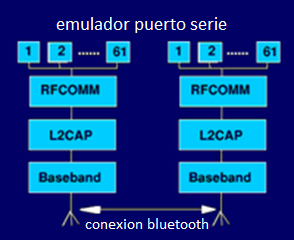 emulador puerto serie
1 2 ...... 61 1 2 ...... 61
RFCOMM RFCOMM
L2CAP L2CAP
Baseband Baseband
conexion bluetooth